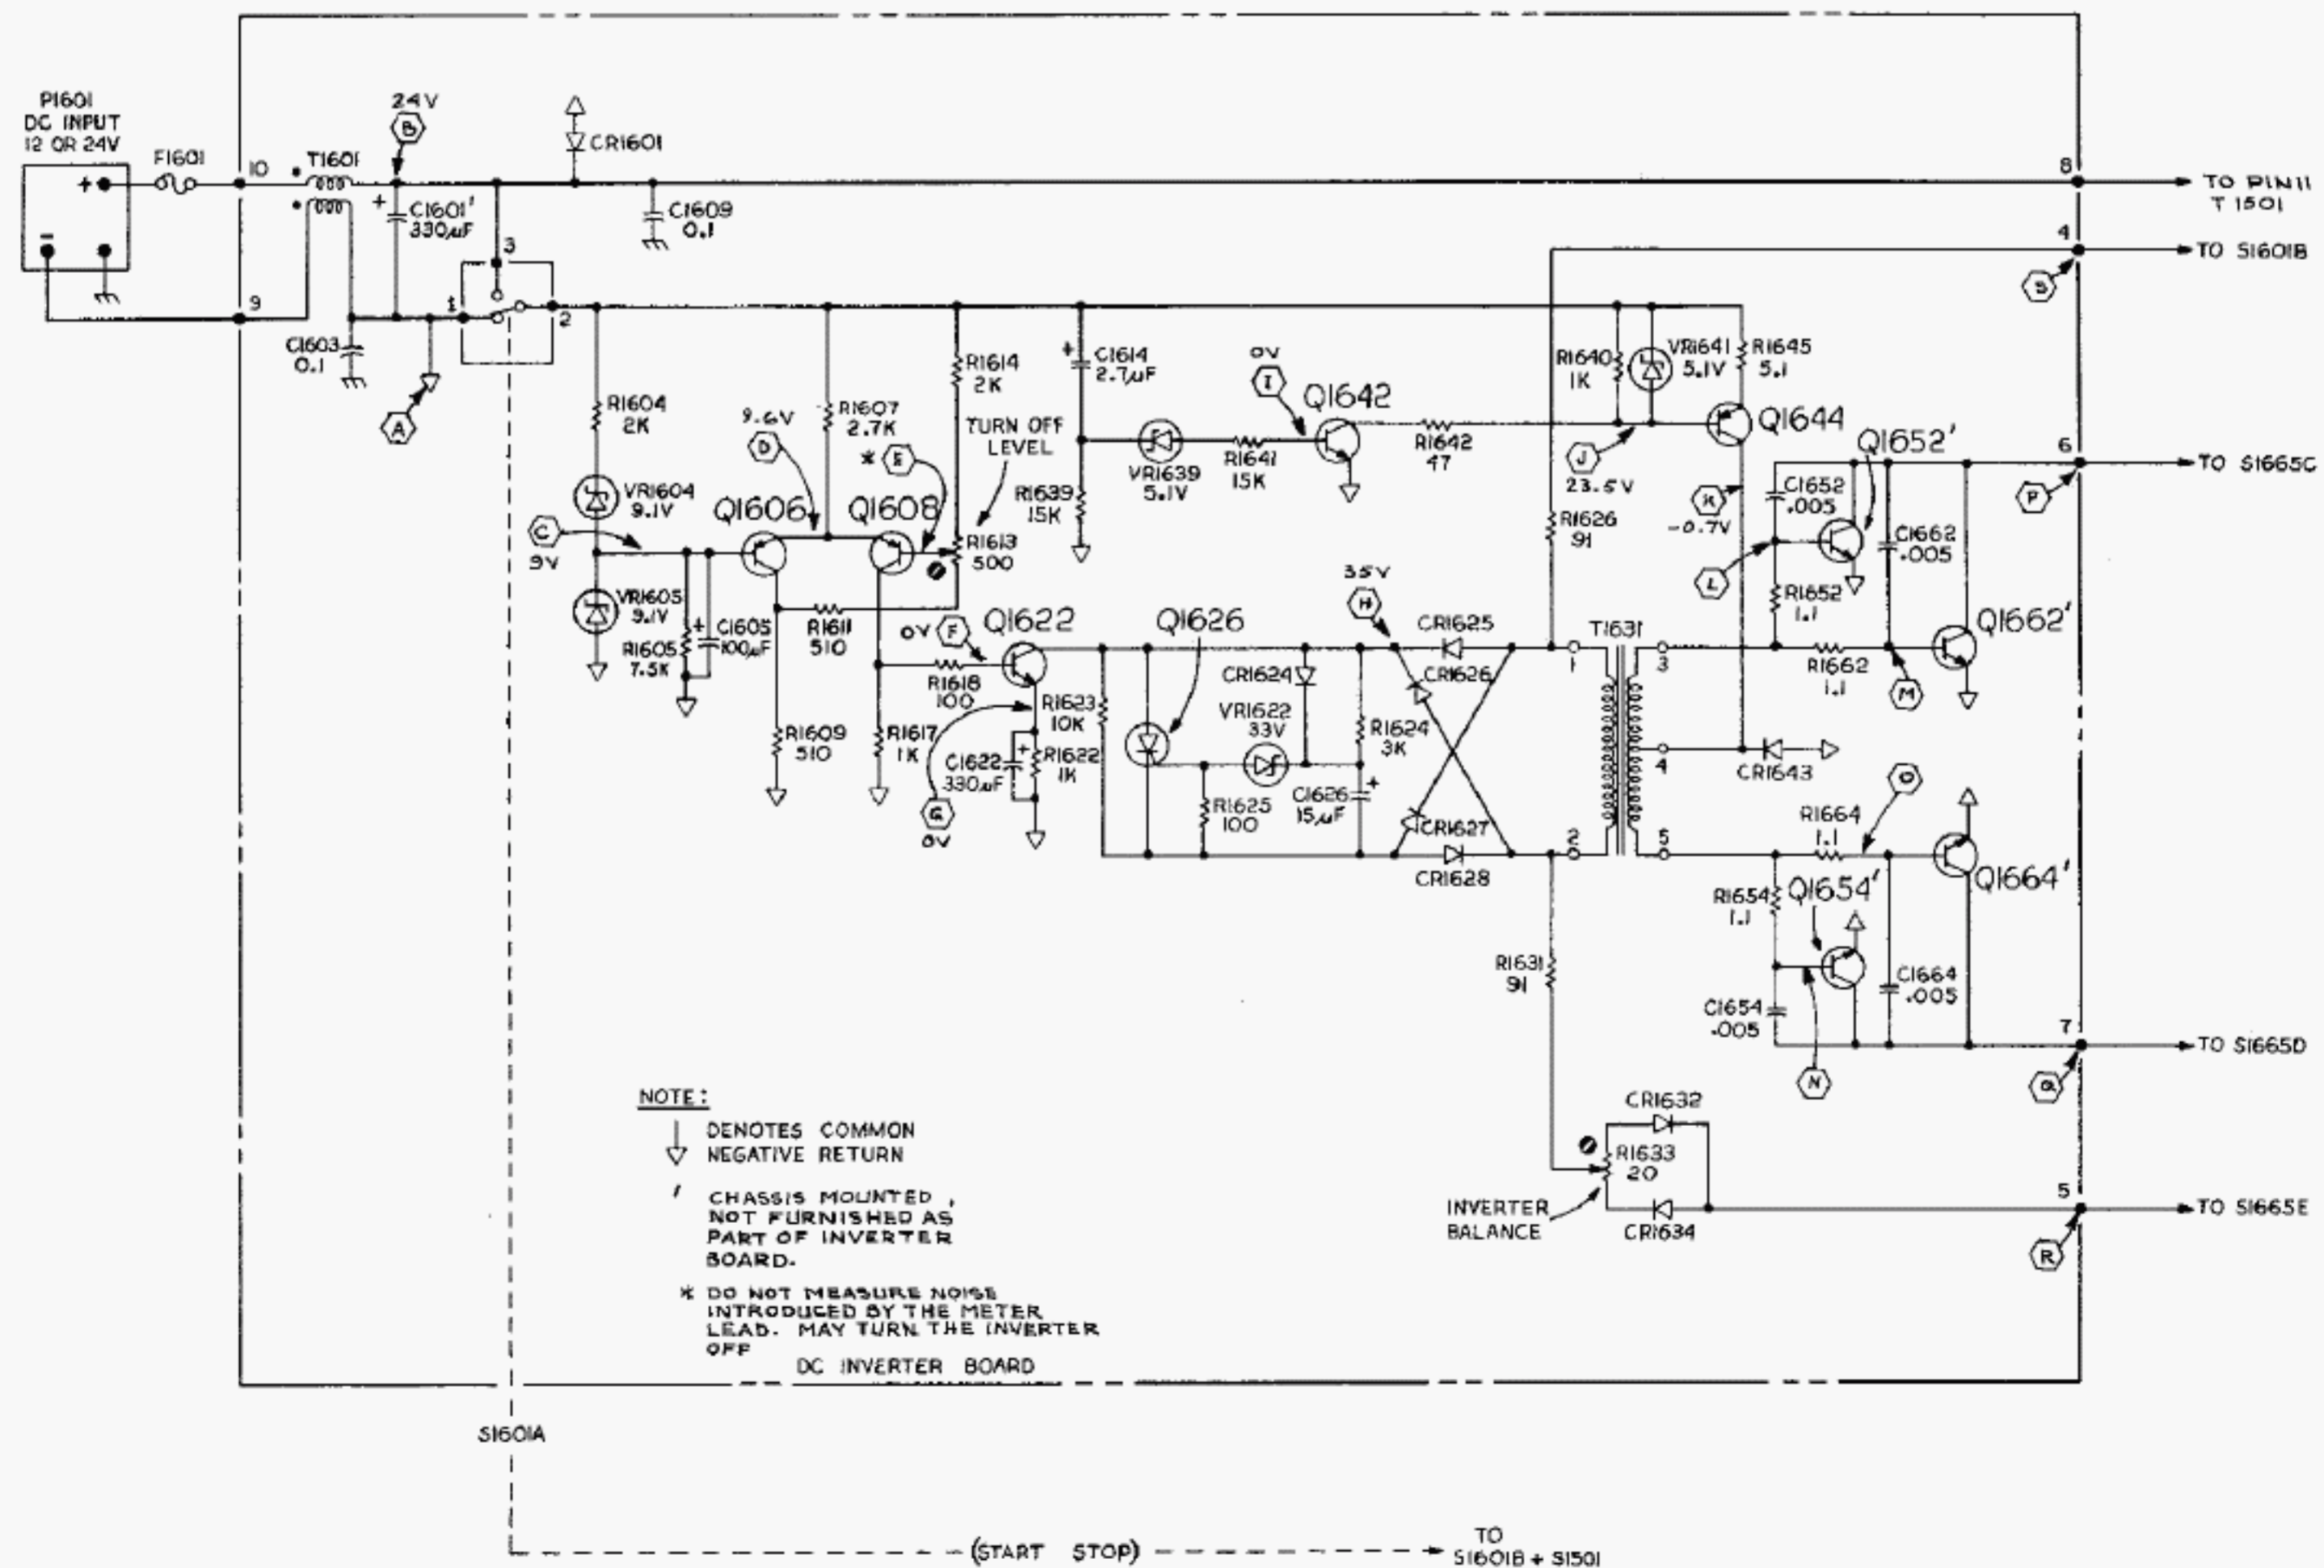 P1601
DC INPUT
12 OR 24V
+
-
F1601
10
9
T1601
24V
B
+
C1601'
330µF
CR1601
C1609
0.1
C1603
0.1
A
3
1
2
8
TO PIN 11
T 1501
4
TO S1601B
S
R1604
2K
VR1604
9.1V
C
9V
VR1605
9.1V
R1605
7.5K
+
C1605
100µF
9.6V
D
R1607
2.7K
* E
Q1606
Q1608
R1614
2K
TURN OFF
LEVEL
R1613
500
R1611
510
R1609
510
R1617
1K
0V
F
R1618
100
Q1622
+
C1614
2.7µF
R1639
15K
VR1639
5.1V
R1641
15K
0V
I
Q1642
R1642
47
R1640
1K
VR1641
5.1V
R1645
5.1
J
23.5V
Q1644
K
-0.7V
R1626
91
Q1652'
C1652
.005
L
R1652
1.1
C1662
.005
6
TO S1665C
P
Q1662'
R1662
1.1
M
C1622
330µF
+
R1622
1K
G
0V
R1623
10K
Q1626
CR1624
VR1622
33V
R1625
100
R1624
3K
C1626
15µF
+
35V
H
CR1625
CR1626
CR1627
CR1628
T1631
1
2
3
4
5
CR1643
R1664
1.1
O
Q1664'
R1654
1.1
Q1654'
C1654
.005
C1664
.005
N
7
TO S1665D
Q
R1631
91
CR1632
R1633
20
CR1634
INVERTER
BALANCE
5
TO S1665E
R
NOTE:
DENOTES COMMON
NEGATIVE RETURN
' CHASSIS MOUNTED,
NOT FURNISHED AS
PART OF INVERTER
BOARD.
* DO NOT MEASURE NOISE
INTRODUCED BY THE METER
LEAD. MAY TURN THE INVERTER
OFF
DC INVERTER BOARD
S1601A
(START STOP)
TO
S1601B + S1501